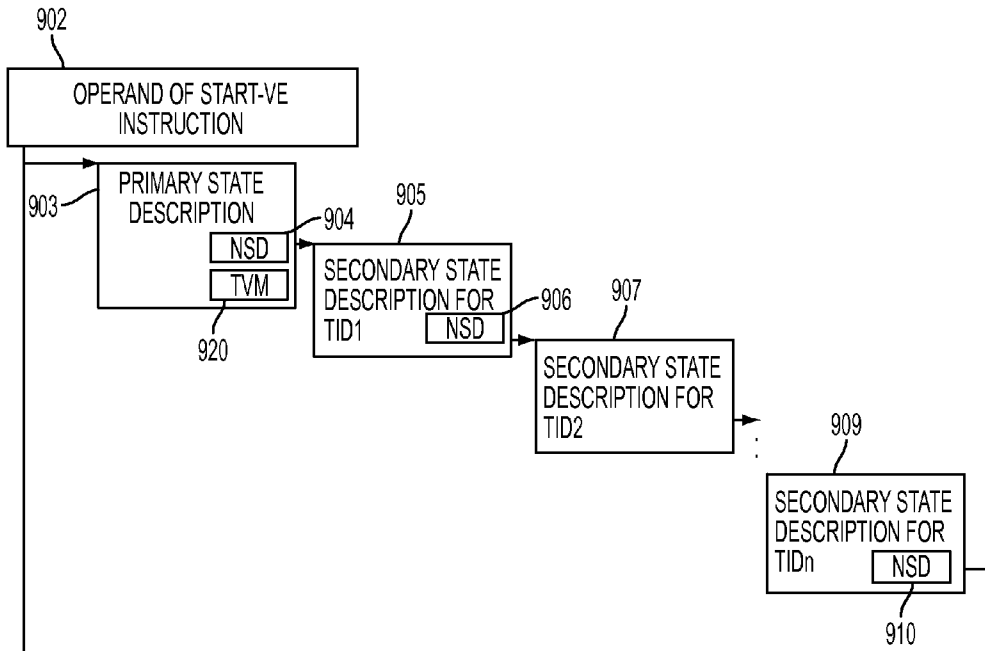 902
OPERAND OF START-VE
INSTRUCTION
903
PRIMARY STATE
DESCRIPTION
904
NSD
TVM
920
905
SECONDARY STATE
DESCRIPTION FOR
TID1
906
NSD
907
SECONDARY STATE
DESCRIPTION FOR
TID2
909
SECONDARY STATE
DESCRIPTION FOR
TIDn
NSD
910